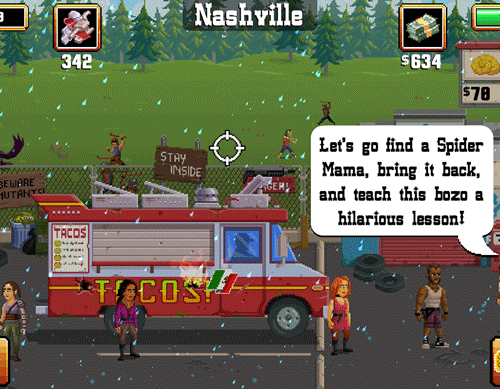 Nashville
342
$634
$78
STAY
INSIDE
BEWARE
MUTANTS!
GER!
TACOS
TACOS!
Let's go find a Spider
Mama, bring it back,
and teach this bozo a
hilarious lesson!